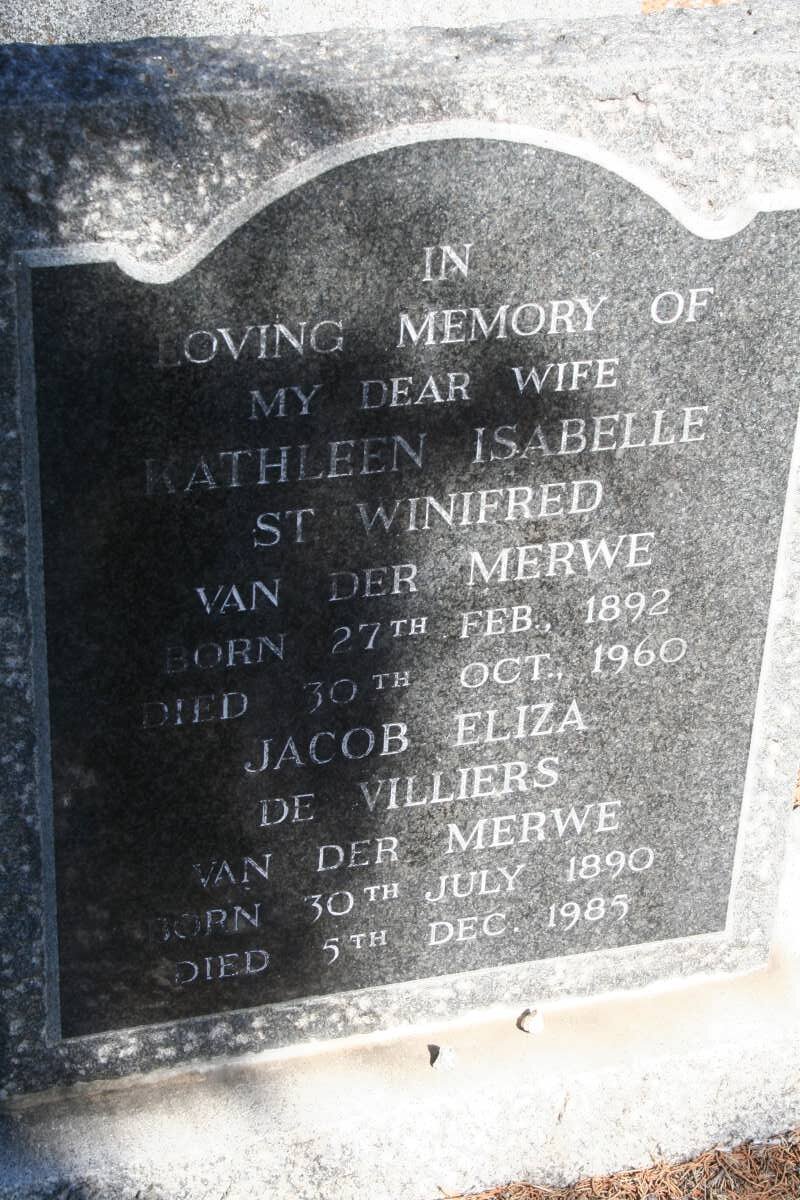 IN
LOVING MEMORY OF
MY DEAR WIFE
KATHLEEN ISABELLE
ST WINIFRED
VAN DER MERWE
BORN 27TH FEB., 1892
DIED 30TH OCT., 1960
JACOB ELIZA
DE VILLIERS
VAN DER MERWE
BORN 30TH JULY 1890
DIED 5TH DEC. 1985